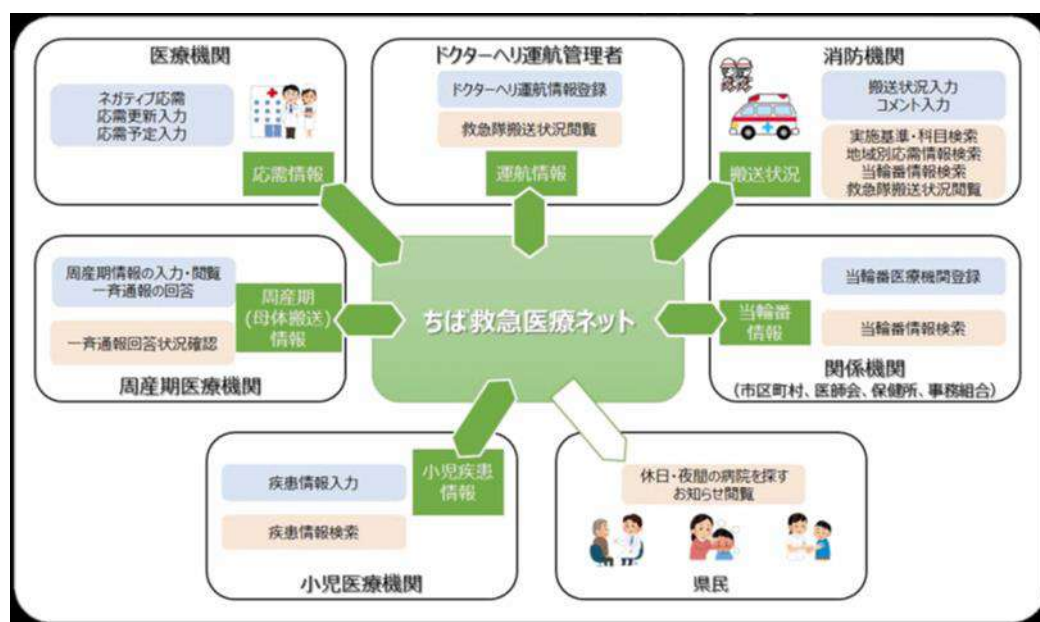 医療機関
ネガティブ応需
応需更新入力
応需予定入力
応需情報
ドクターヘリ運航管理者
ドクターヘリ運航情報登録
救急隊搬送状況閲覧
運航情報
消防機関
搬送状況入力
コメント入力
実施基準・科目検索
地域別応需情報検索
当輪番情報検索
救急隊搬送状況閲覧
搬送状況
周産期情報の入力・閲覧
一斉通報の回答
一斉通報回答状況確認
周産期
(母体搬送)
情報
周産期医療機関
ちば救急医療ネット
当輪番
情報
当輪番医療機関登録
当輪番情報検索
関係機関
(市区町村、医師会、保健所、事務組合)
疾患情報入力
疾患情報検索
小児疾患
情報
小児医療機関
休日・夜間の病院を探す
お知らせ閲覧
県民